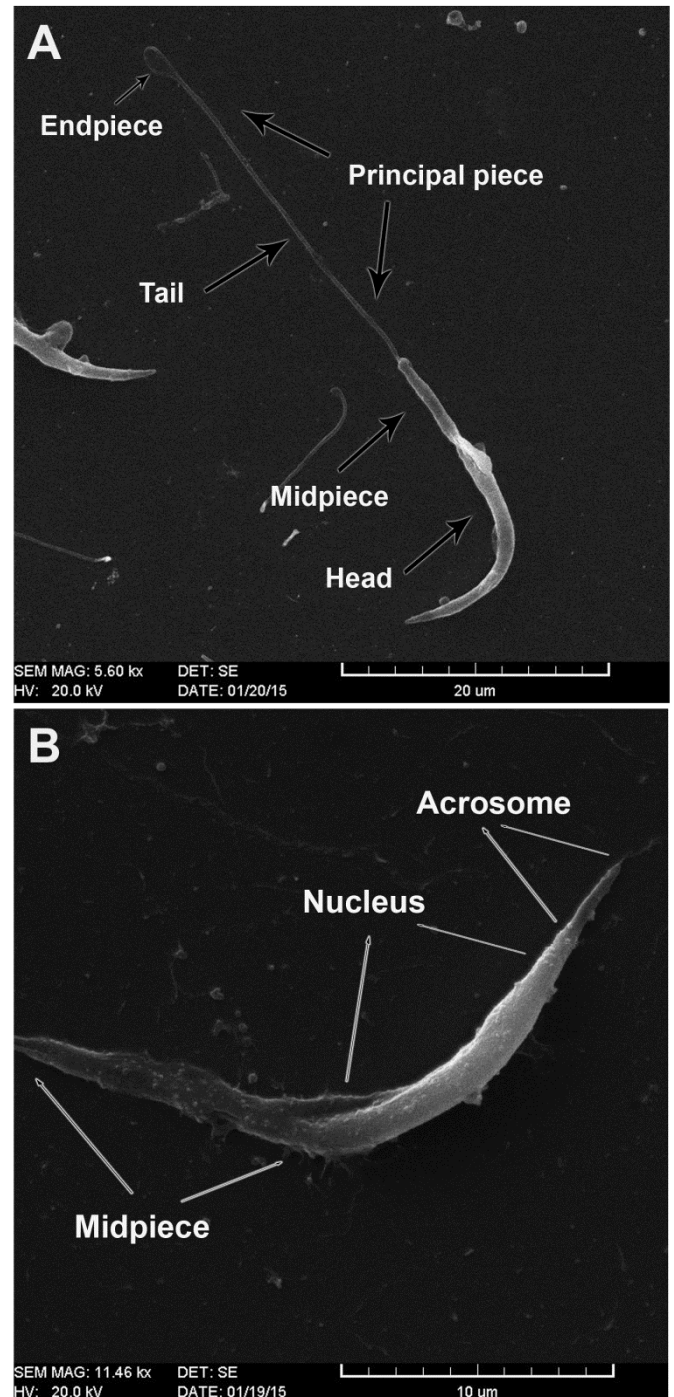 A
Endpiece
Principal piece
Tail
Midpiece
Head
SEM MAG: 5.60 kx DET: SE
HV: 20.0 kV DATE: 01/20/15 20 um
B
Acrosome
Nucleus
Midpiece
SEM MAG: 11.46 kx DET: SE
HV: 20.0 kV DATE: 01/19/15 10 um